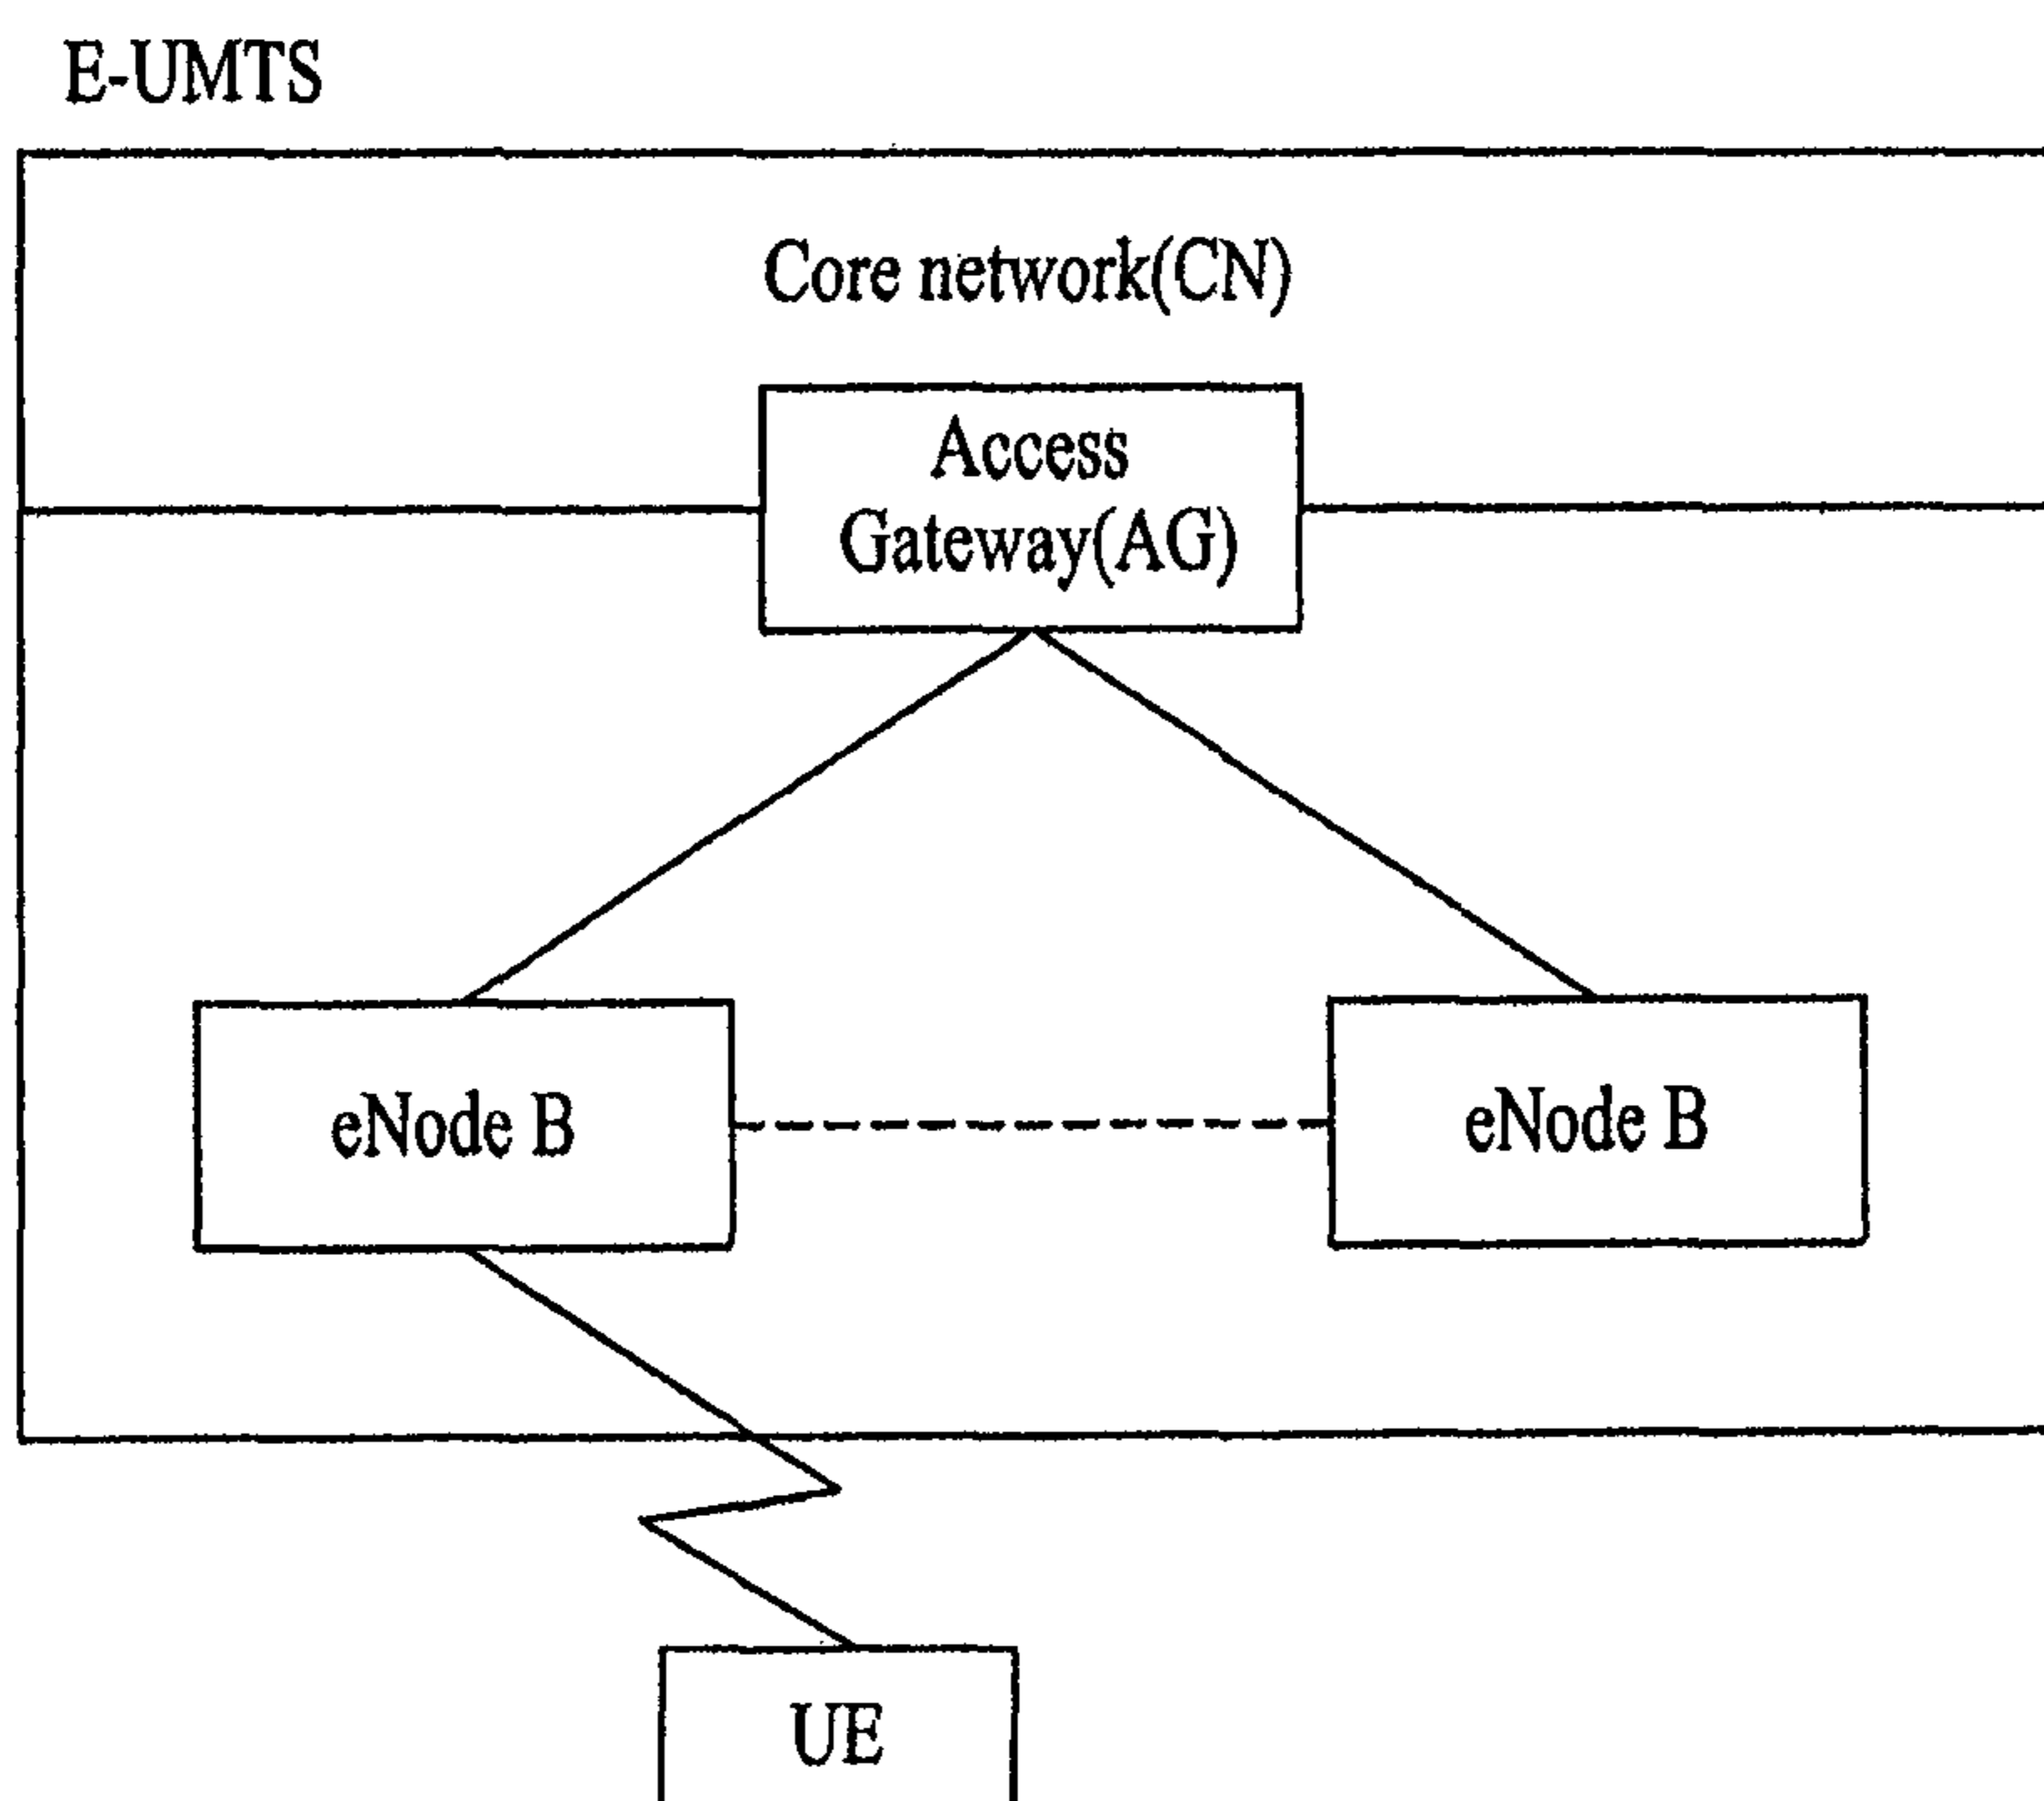 E-UMTS
Core network(CN)
Access
Gateway(AG)
eNode B
eNode B
UE